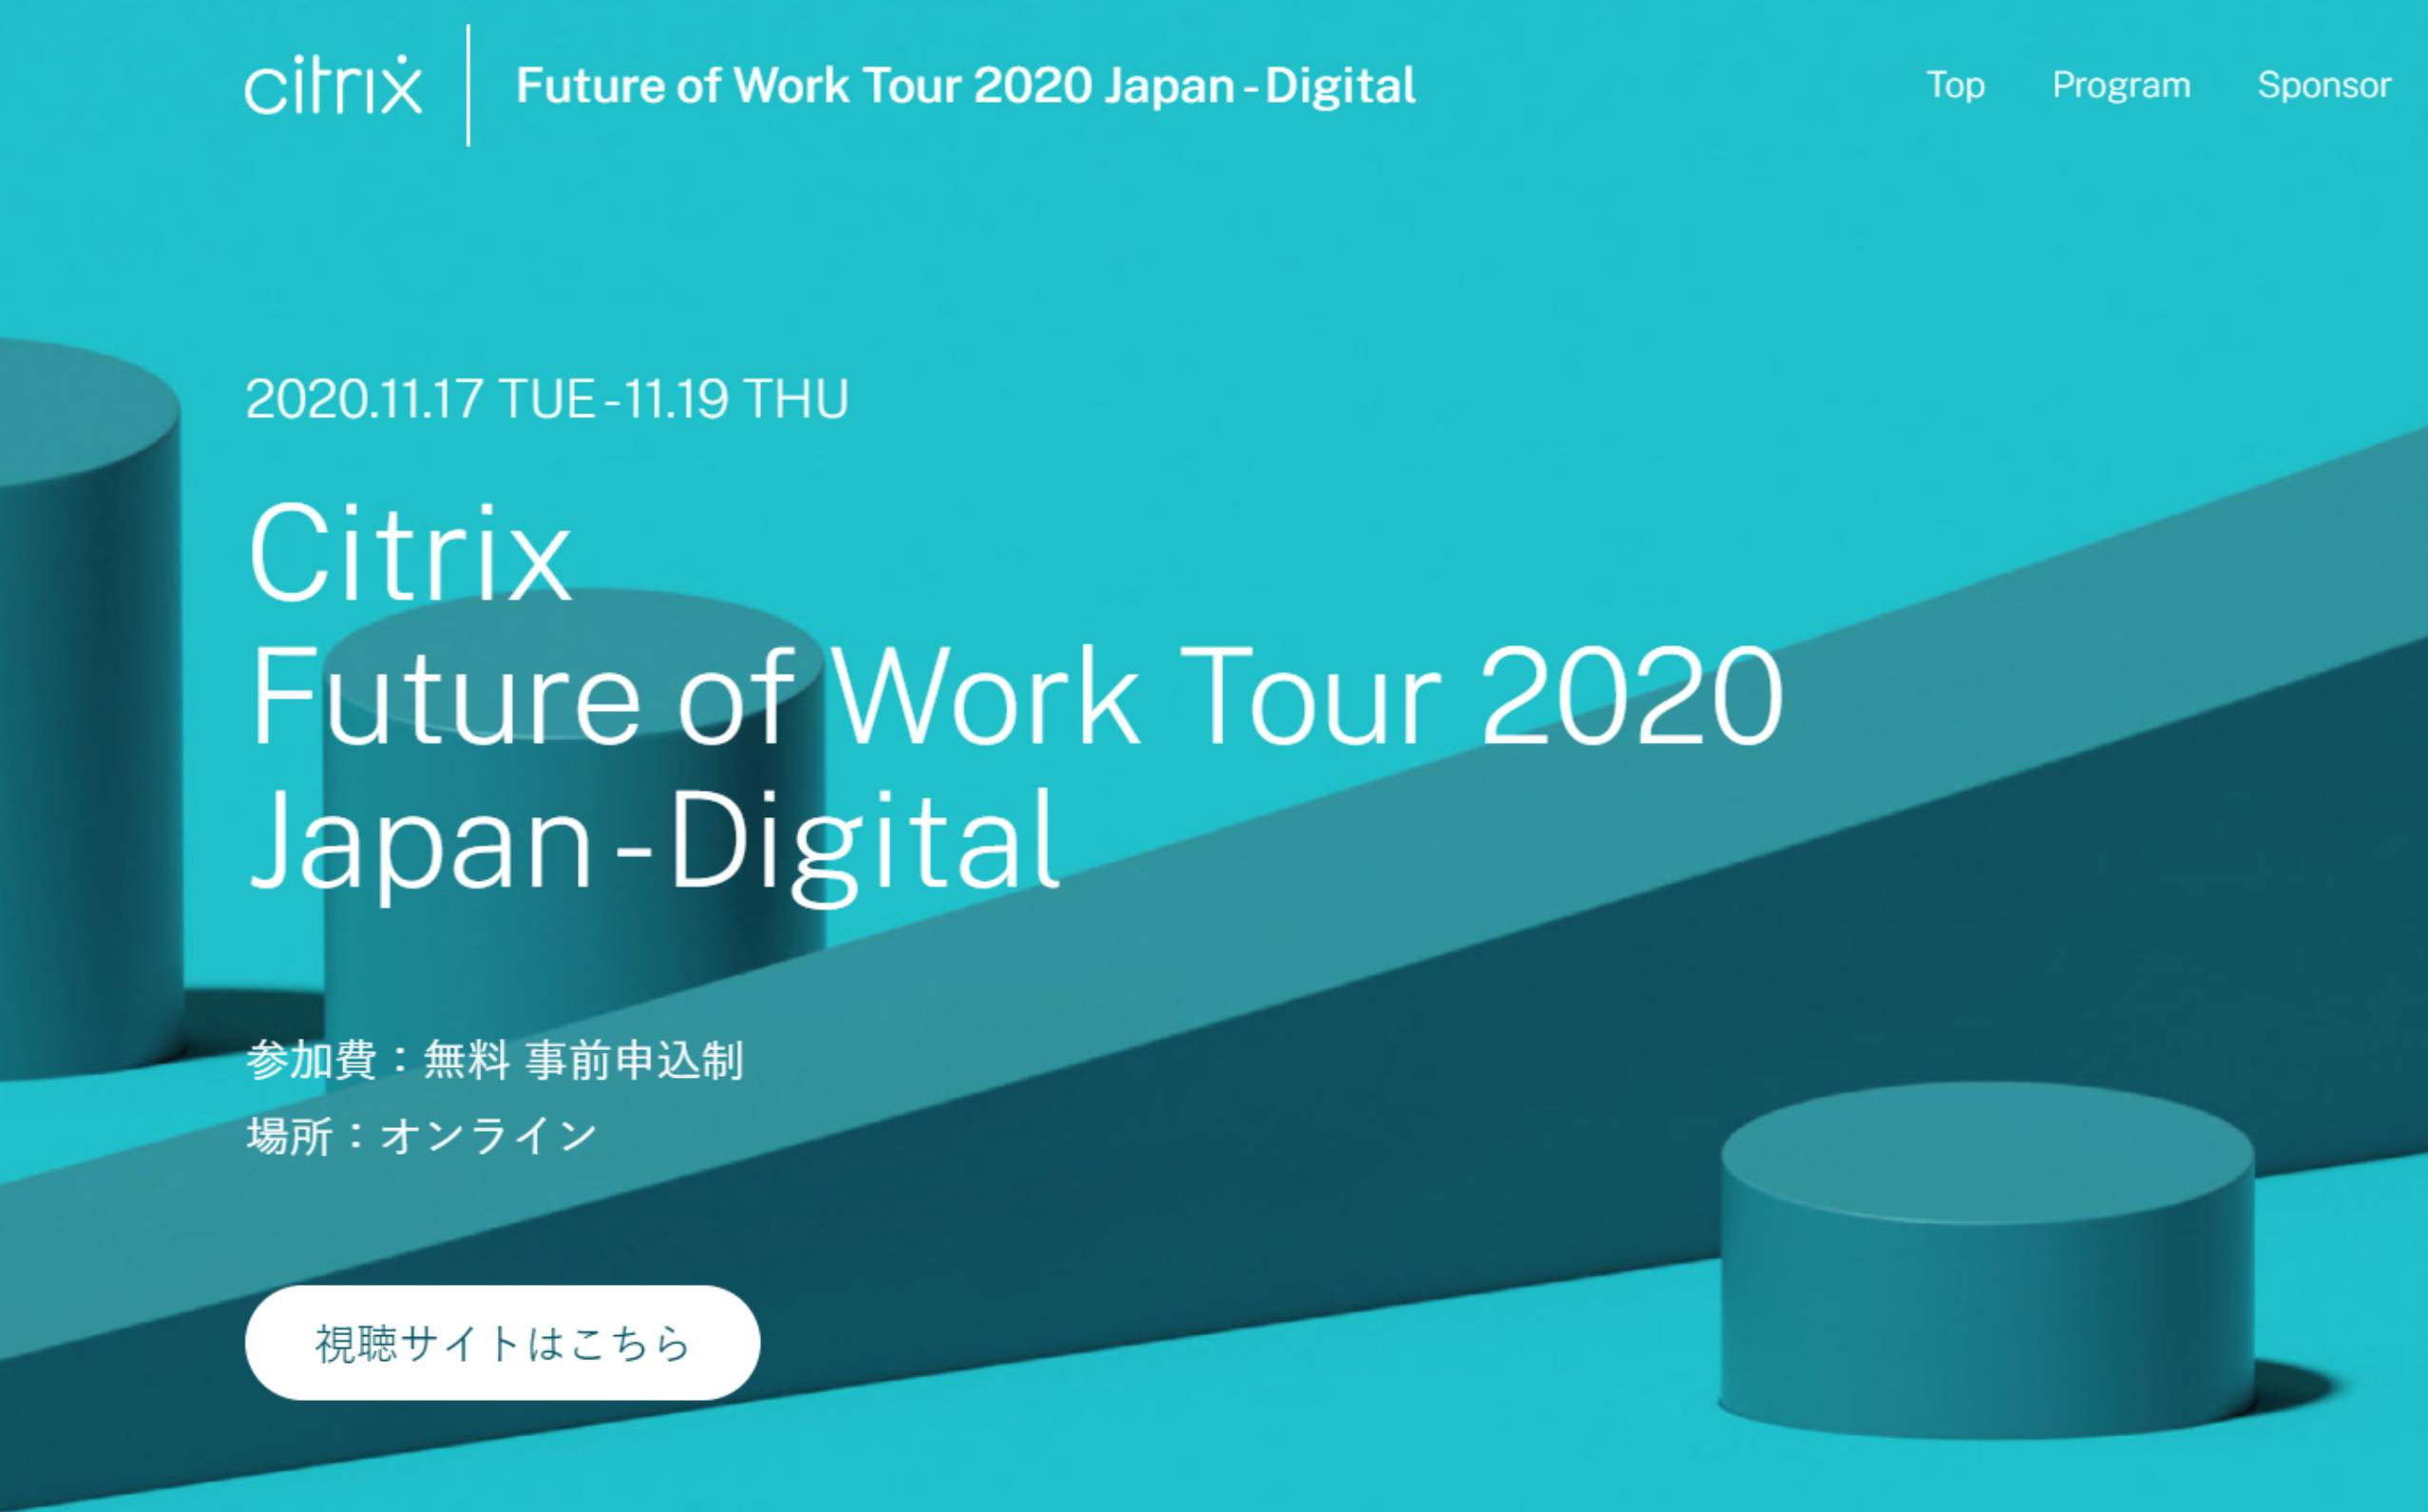 citrix
Future of Work Tour 2020 Japan - Digital
Top Program Sponsor
2020.11.17 TUE - 11.19 THU
Citrix
Future of Work Tour 2020
Japan - Digital
参加費：無料 事前申込制
場所：オンライン
視聴サイトはこちら